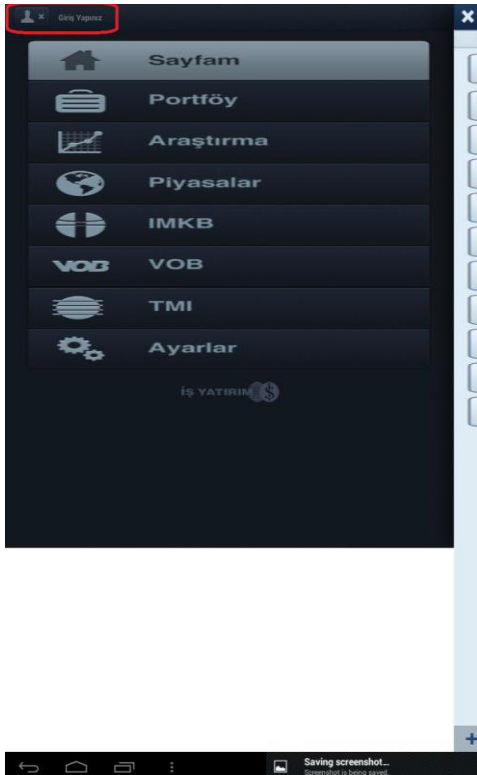 Giriş Yapınız
Sayfam
Portföy
Araştırma
Piyasalar
IMKB
VOB VOB
TMI
Ayarlar
İŞ YATIRIM
Saving screenshot...
Screenshot is being saved.